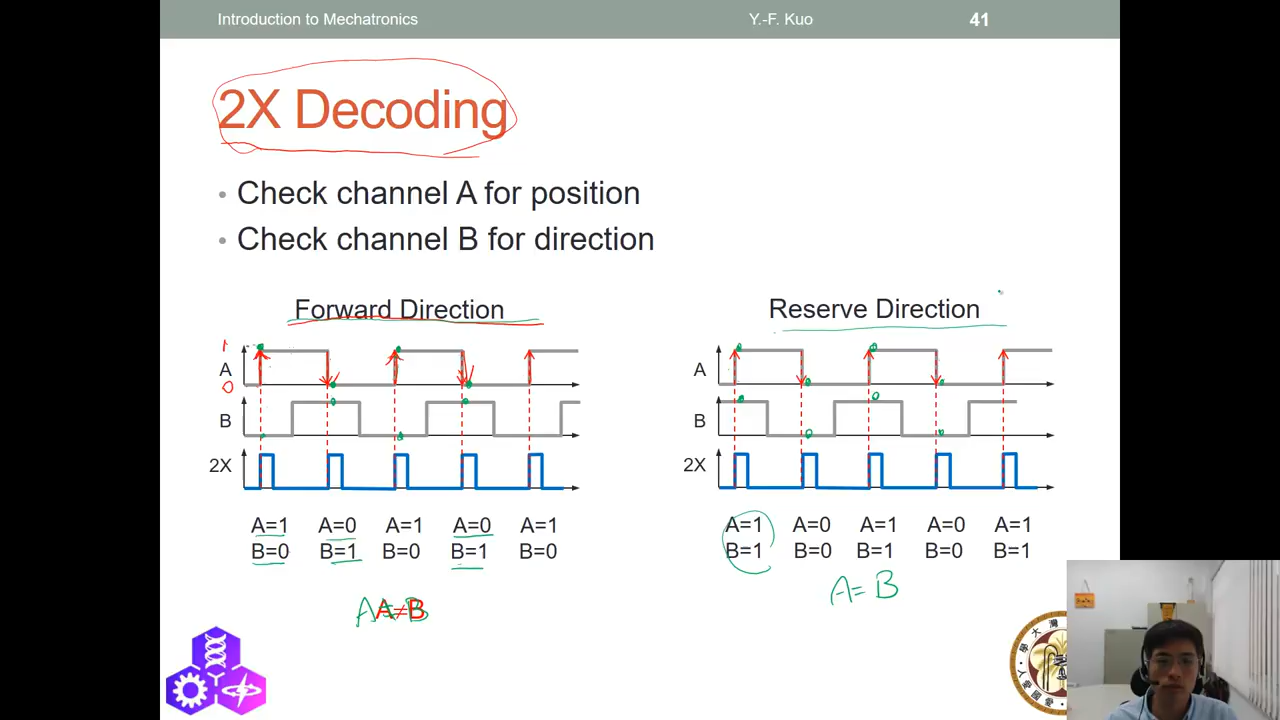 Introduction to Mechatronics Y.-F. Kuo 41
2X Decoding
• Check channel A for position
• Check channel B for direction
Forward Direction
1
A
0
B
2X
A=1 A=0 A=1 A=0 A=1
B=0 B=1 B=0 B=1 B=0
A≠B
Reserve Direction
A
B
2X
A=1 A=0 A=1 A=0 A=1
B=1 B=0 B=1 B=0 B=1
A=B